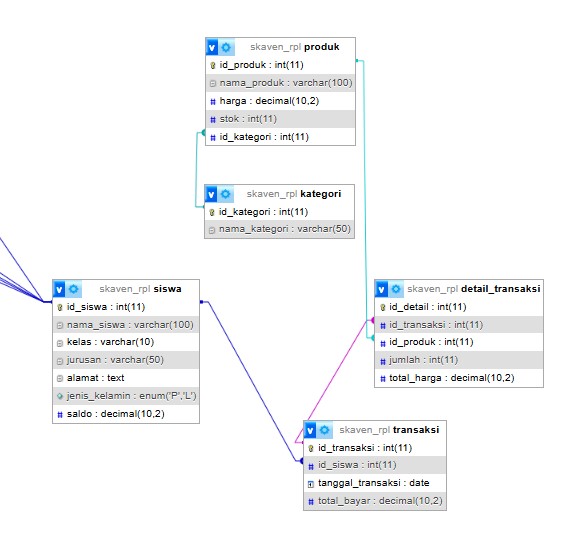 skaven_rpl produk
id_produk : int(11)
nama_produk : varchar(100)
harga : decimal(10,2)
stok : int(11)
id_kategori : int(11)
skaven_rpl kategori
id_kategori : int(11)
nama_kategori : varchar(50)
skaven_rpl siswa
id_siswa : int(11)
nama_siswa : varchar(100)
kelas : varchar(10)
jurusan : varchar(50)
alamat : text
jenis_kelamin : enum('P','L')
saldo : decimal(10,2)
skaven_rpl detail_transaksi
id_detail : int(11)
id_transaksi : int(11)
id_produk : int(11)
jumlah : int(11)
total_harga : decimal(10,2)
skaven_rpl transaksi
id_transaksi : int(11)
id_siswa : int(11)
tanggal_transaksi : date
total_bayar : decimal(10,2)